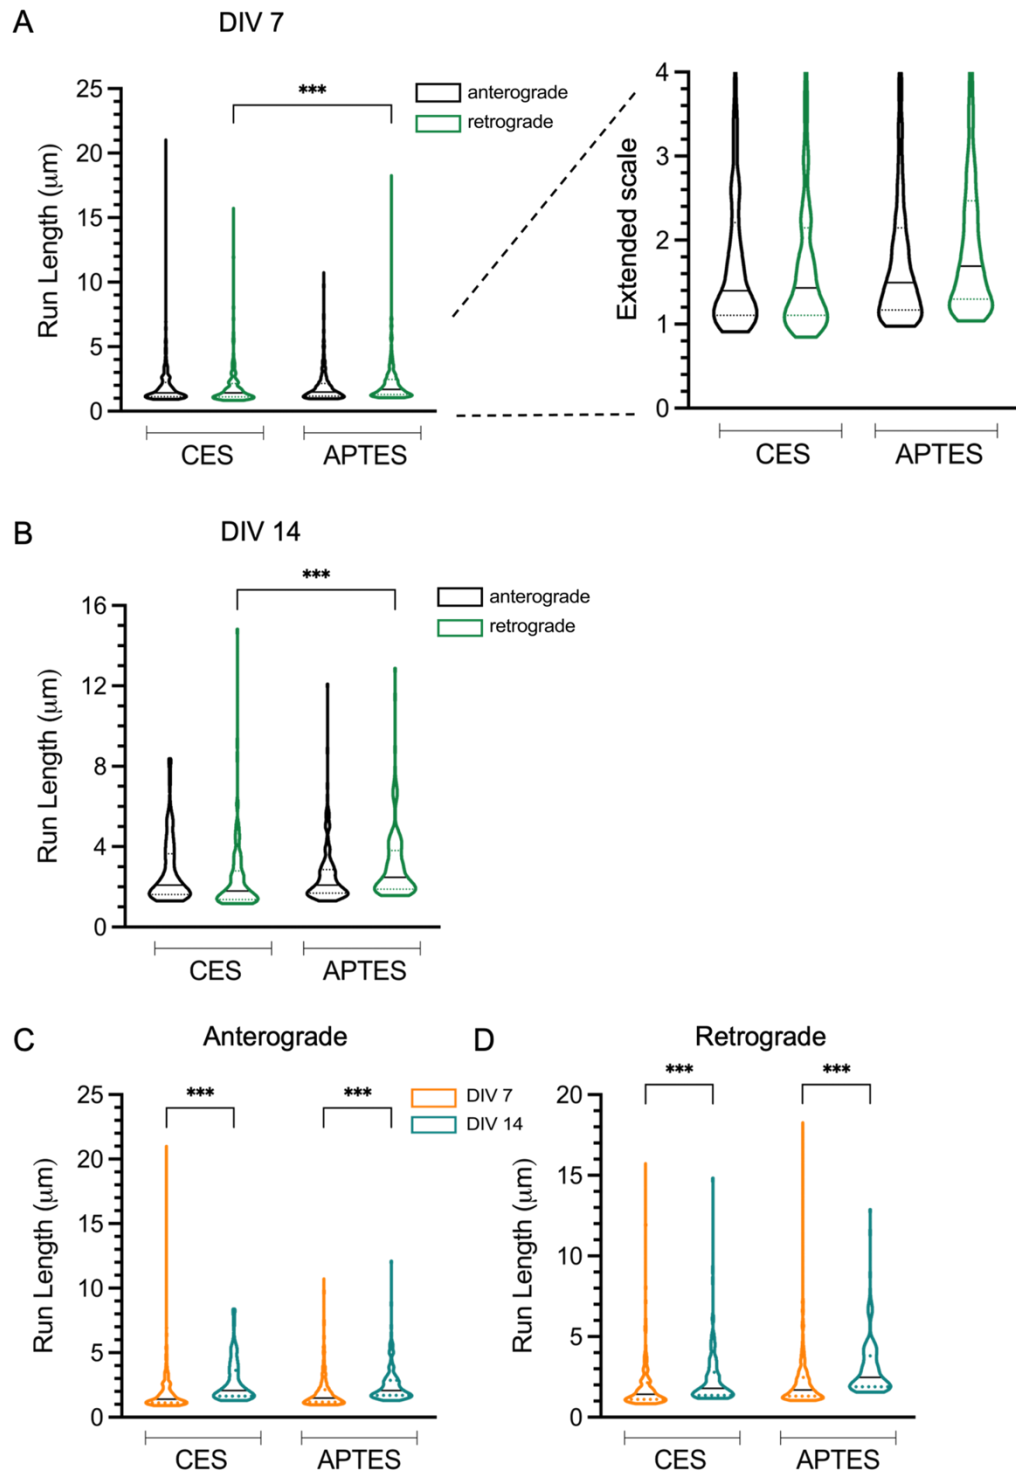 A
DIV 7
Run Length (μm)
25
20
15
10
5
0
***
anterograde
retrograde
CES
APTES
Extended scale
4
3
2
1
0
CES
APTES
B
DIV 14
Run Length (μm)
16
12
8
4
0
***
anterograde
retrograde
CES
APTES
C
Anterograde
Run Length (μm)
25
20
15
10
5
0
***
***
DIV 7
DIV 14
CES
APTES
D
Retrograde
Run Length (μm)
20
15
10
5
0
***
***
CES
APTES